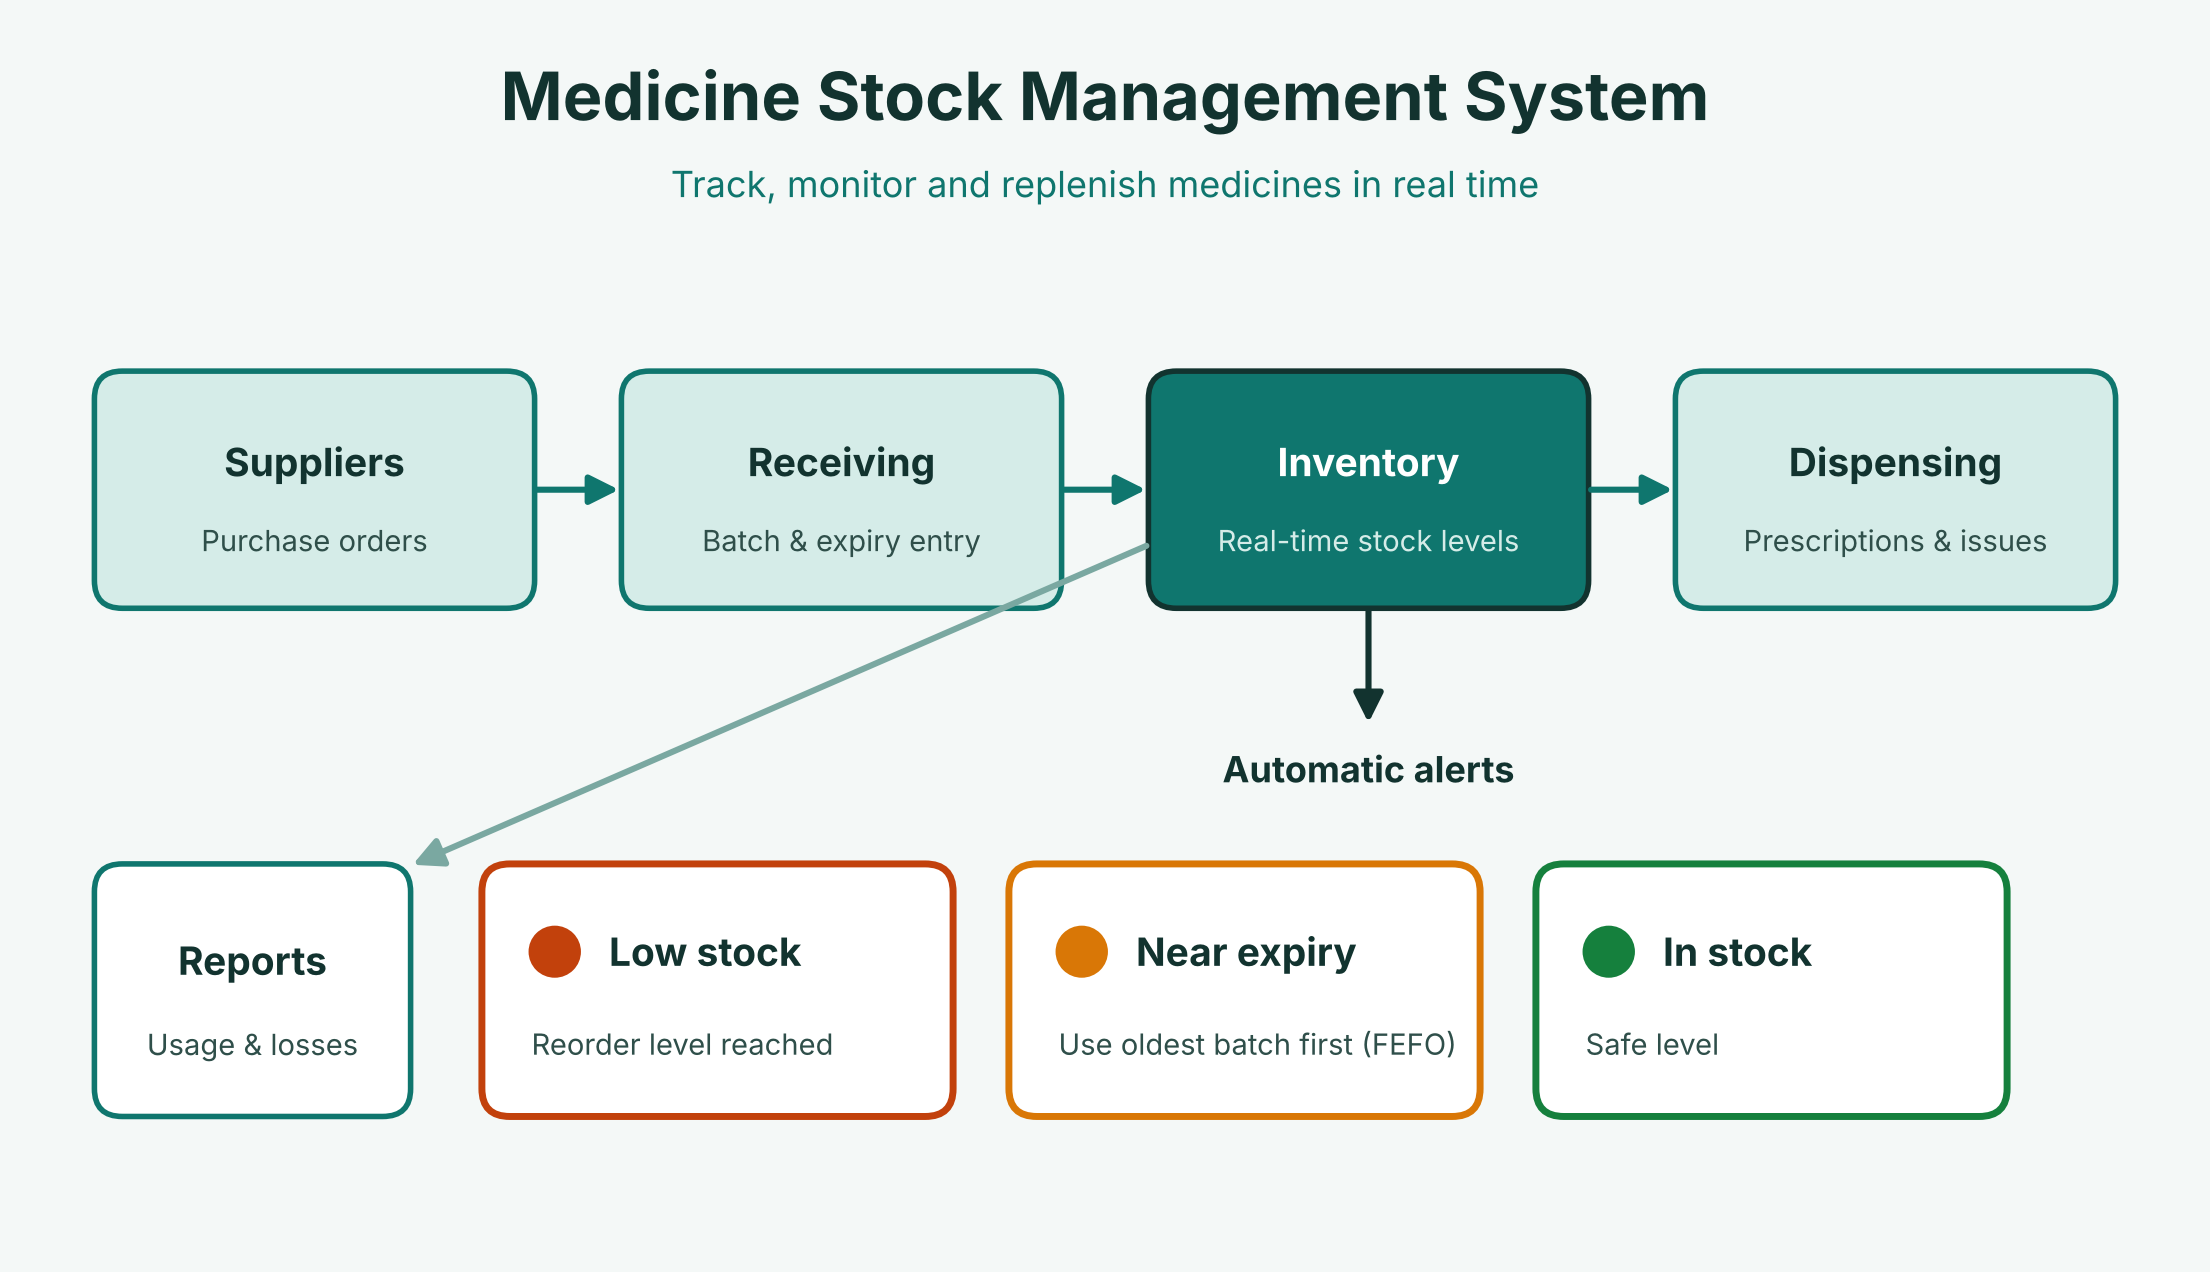 Medicine Stock Management System
Track, monitor and replenish medicines in real time
Suppliers
Purchase orders
Receiving
Batch & expiry entry
Inventory
Real-time stock levels
Dispensing
Prescriptions & issues
Automatic alerts
Reports
Usage & losses
Low stock
Reorder level reached
Near expiry
Use oldest batch first (FEFO)
In stock
Safe level